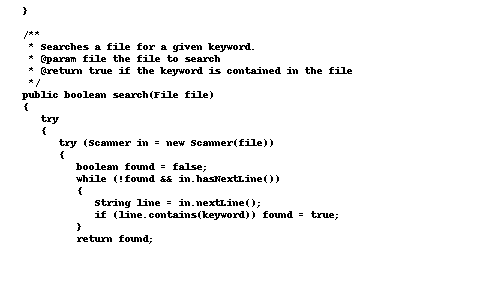 }

/**
 * Searches a file for a given keyword.
 * @param file the file to search
 * @return true if the keyword is contained in the file
 */
public boolean search(File file)
{
   try
   {
      try (Scanner in = new Scanner(file))
      {
         boolean found = false;
         while (!found && in.hasNextLine())
         {
            String line = in.nextLine();
            if (line.contains(keyword)) found = true;
         }
         return found;